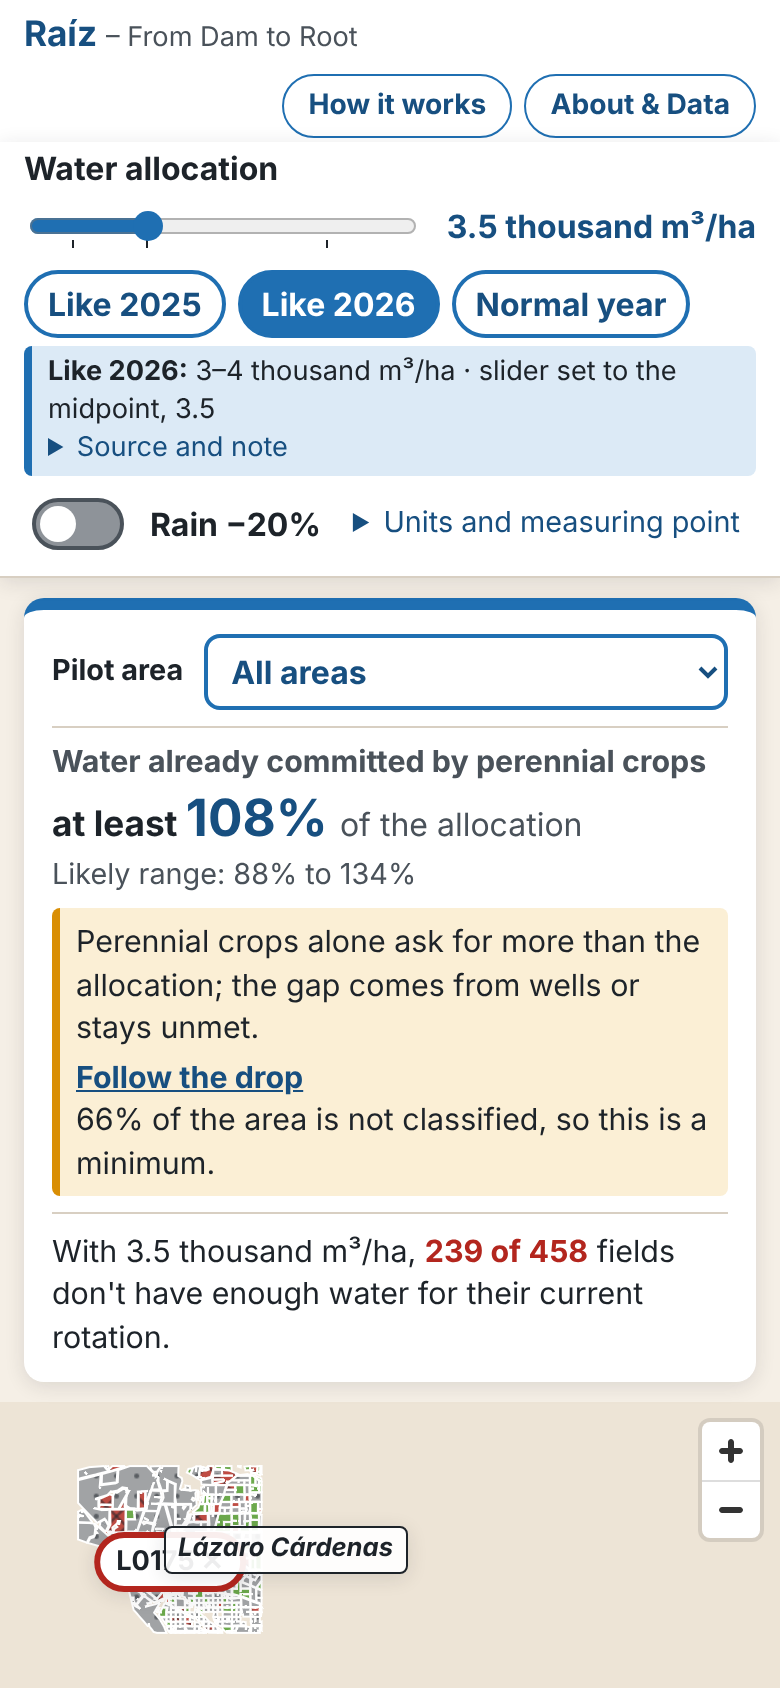 Raíz – From Dam to Root
How it works
About & Data
Water allocation
3.5 thousand m³/ha
Like 2025
Like 2026
Normal year
Like 2026: 3–4 thousand m³/ha · slider set to the
midpoint, 3.5
▶ Source and note
Rain −20%
▶ Units and measuring point
Pilot area
All areas
Water already committed by perennial crops
at least 108% of the allocation
Likely range: 88% to 134%
Perennial crops alone ask for more than the
allocation; the gap comes from wells or
stays unmet.
Follow the drop
66% of the area is not classified, so this is a
minimum.
With 3.5 thousand m³/ha, 239 of 458 fields
don't have enough water for their current
rotation.
+
−
Lázaro Cárdenas
L0175 ×